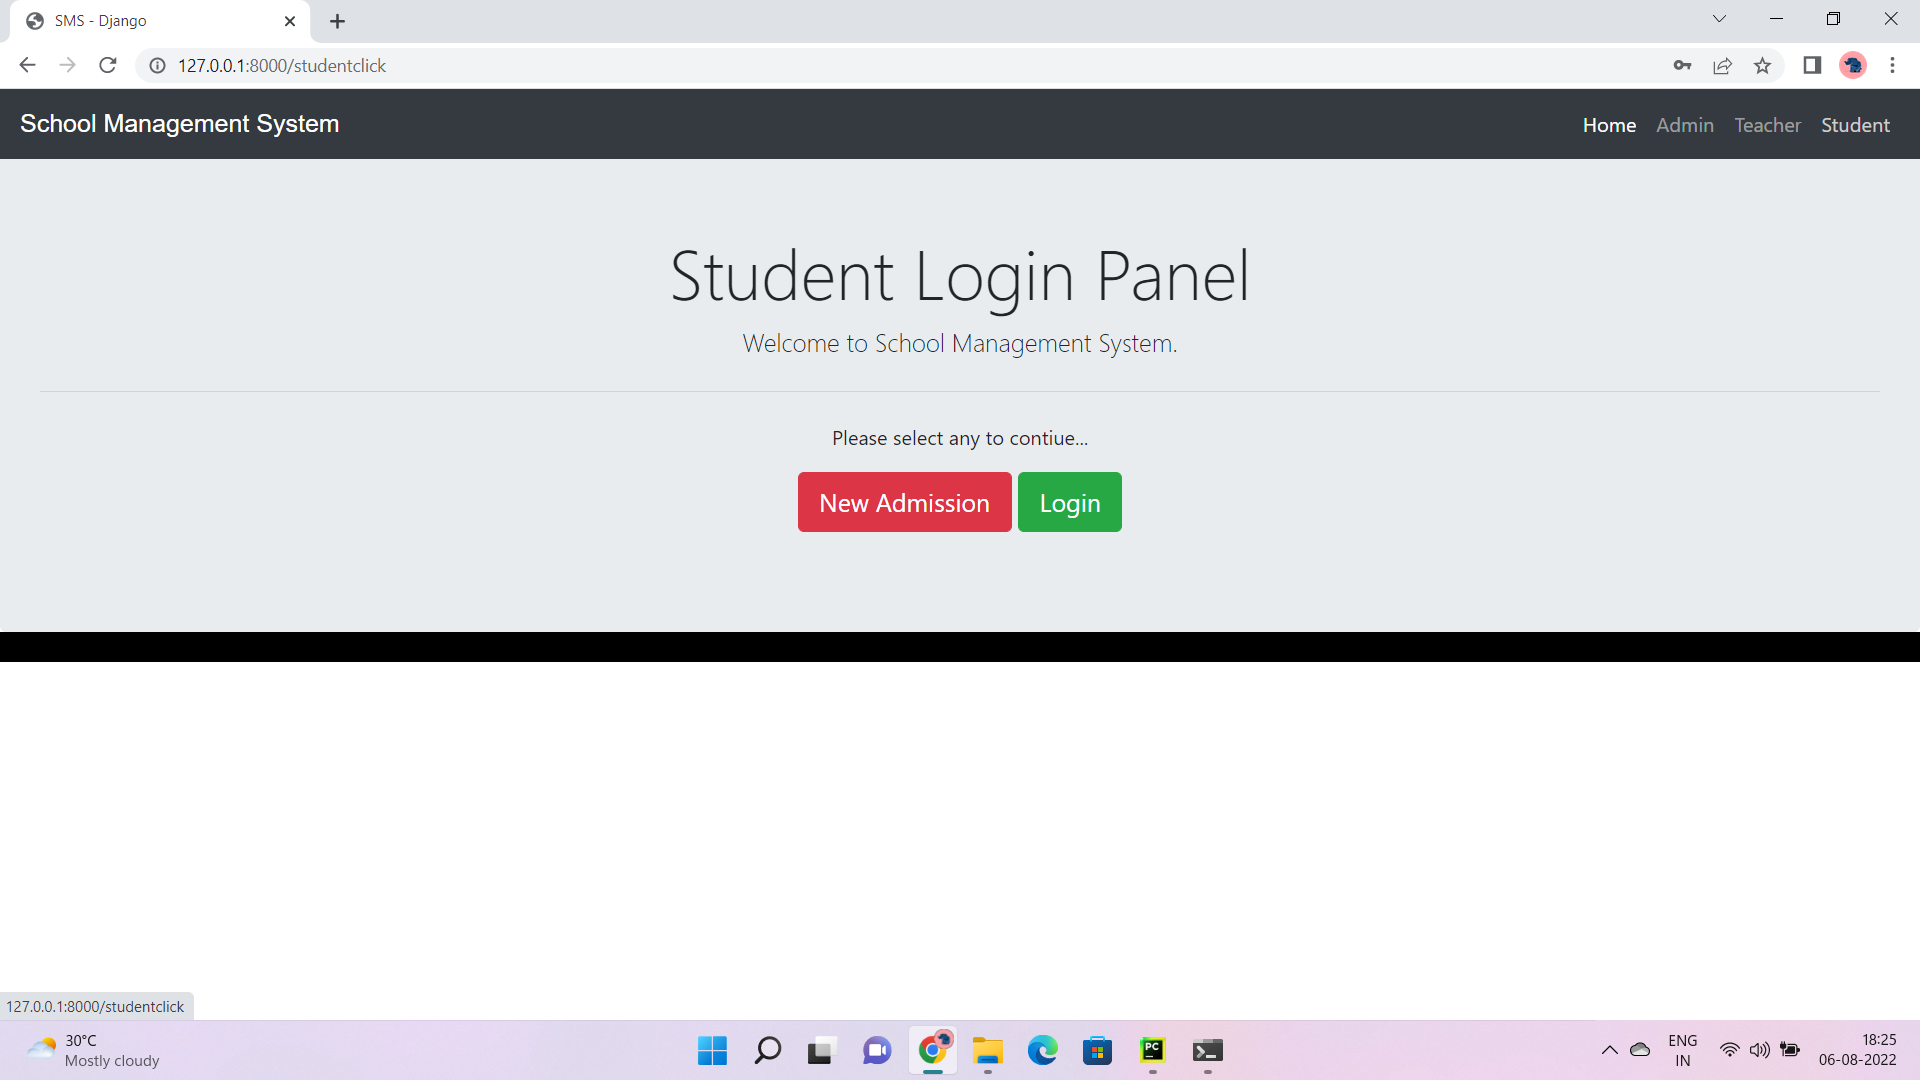 SMS - Django
127.0.0.1:8000/studentclick
School Management System
Home Admin Teacher Student
Student Login Panel
Welcome to School Management System.
Please select any to contiue...
New Admission Login
127.0.0.1:8000/studentclick
30°C
Mostly cloudy
PC
ENG
IN
18:25
06-08-2022